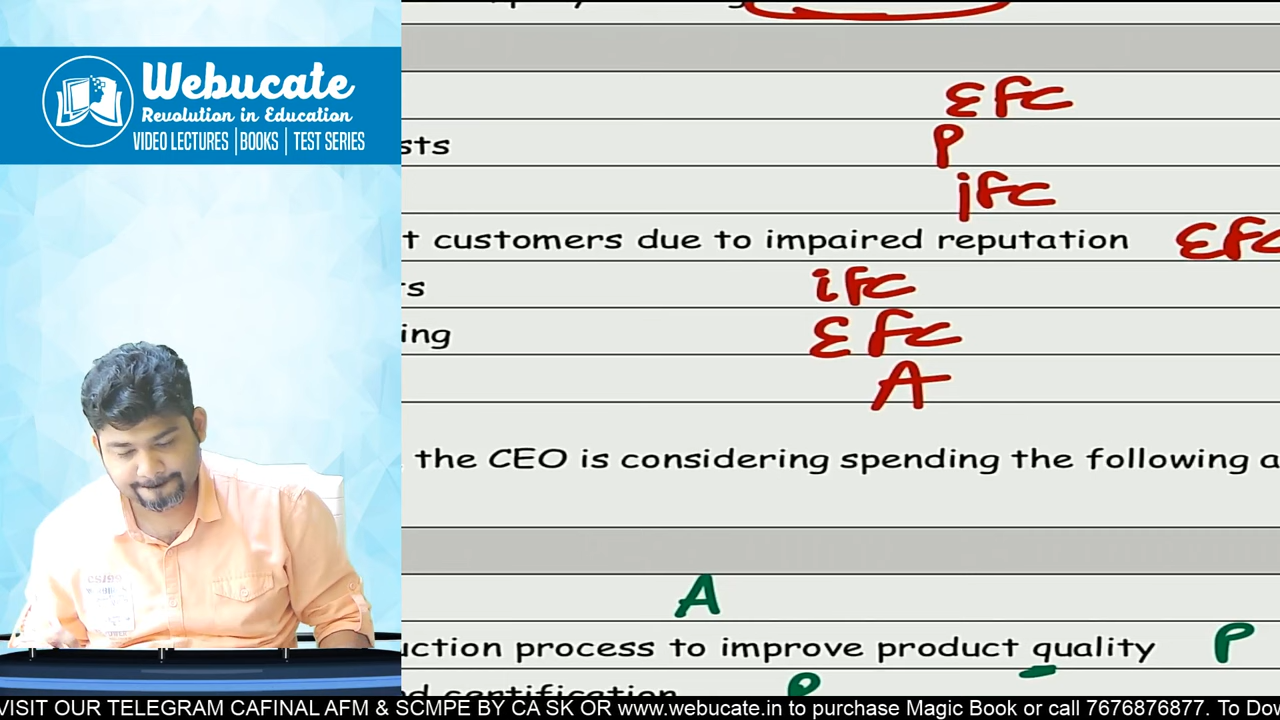 Webucate
Revolution in Education
VIDEO LECTURES | BOOKS | TEST SERIES
EFC
sts P
ifc
t customers due to impaired reputation EFC
ts ifc
ing EFC
A
the CEO is considering spending the following a
A
uction process to improve product quality P
d certification P
VISIT OUR TELEGRAM CAFINAL AFM & SCMPE BY CA SK OR www.webucate.in to purchase Magic Book or call 7676876877. To Dow